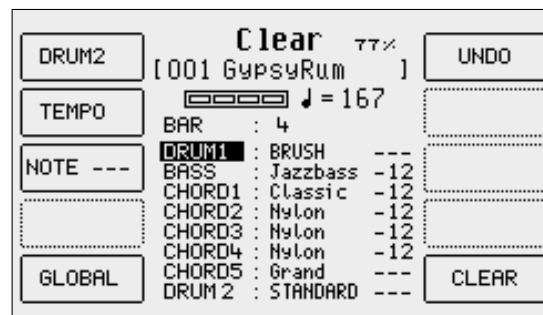 Clear 77%
[001 GypsyRum ]
♩=167
BAR : 4
DRUM1 : BRUSH ---
BASS : Jazzbass -12
CHORD1 : Classic -12
CHORD2 : Nylon -12
CHORD3 : Nylon -12
CHORD4 : Nylon -12
CHORD5 : Grand ---
DRUM 2 : STANDARD ---
DRUM2
TEMPO
NOTE ---
GLOBAL
UNDO
CLEAR